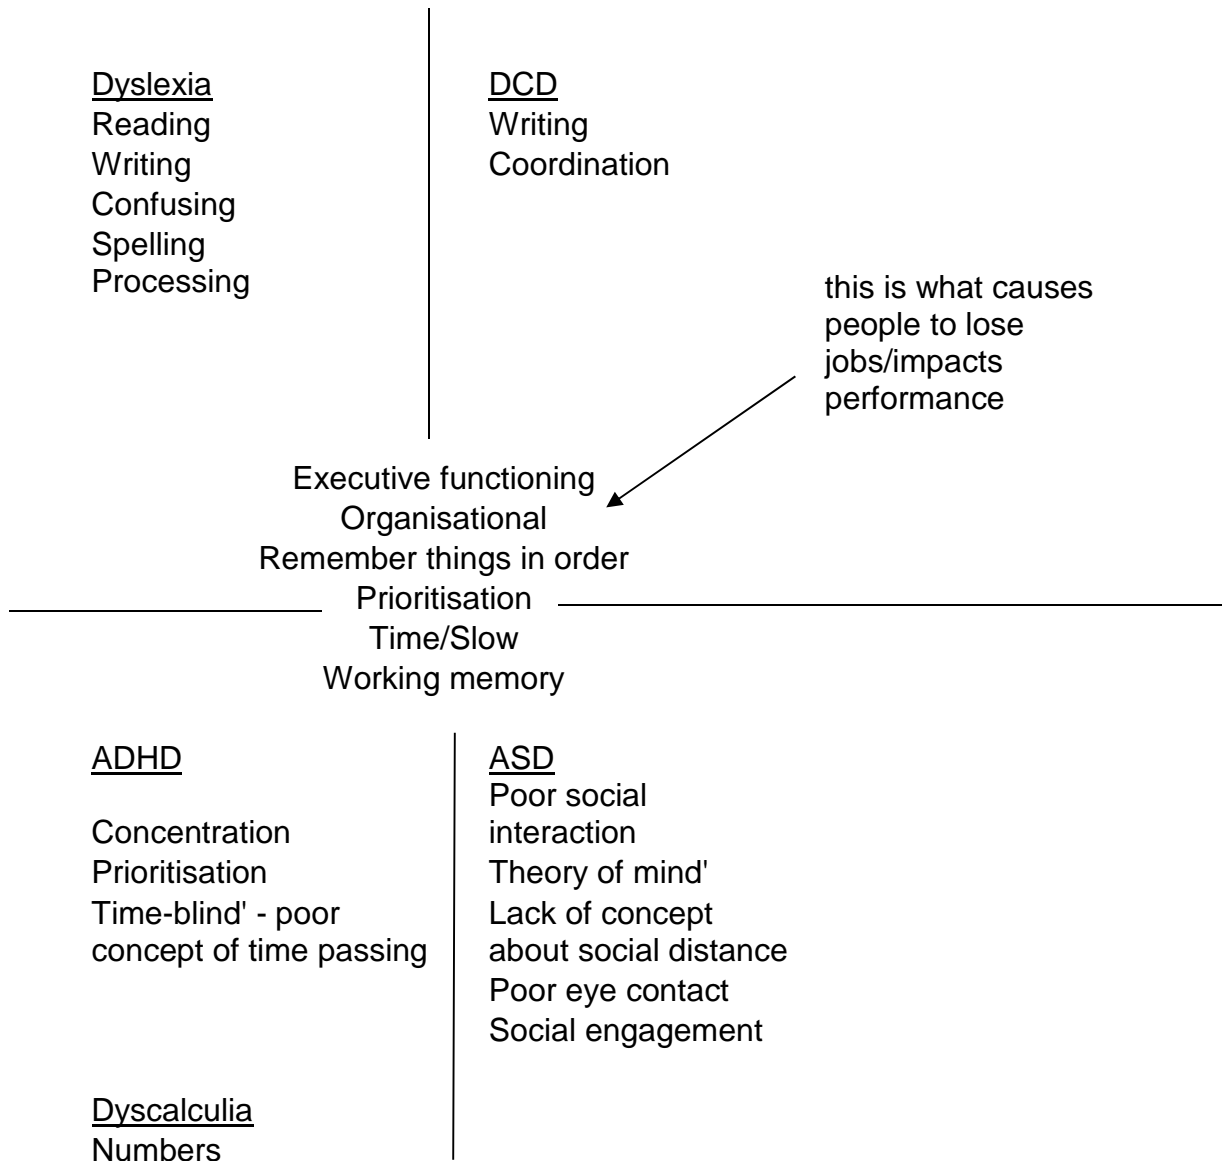 Dyslexia
Reading
Writing
Confusing
Spelling
Processing
DCD
Writing
Coordination
this is what causes
people to lose
jobs/impacts
performance
Executive functioning
Organisational
Remember things in order
Prioritisation
Time/Slow
Working memory
ADHD
Concentration
Prioritisation
Time-blind' - poor
concept of time passing
ASD
Poor social
interaction
Theory of mind'
Lack of concept
about social distance
Poor eye contact
Social engagement
Dyscalculia
Numbers